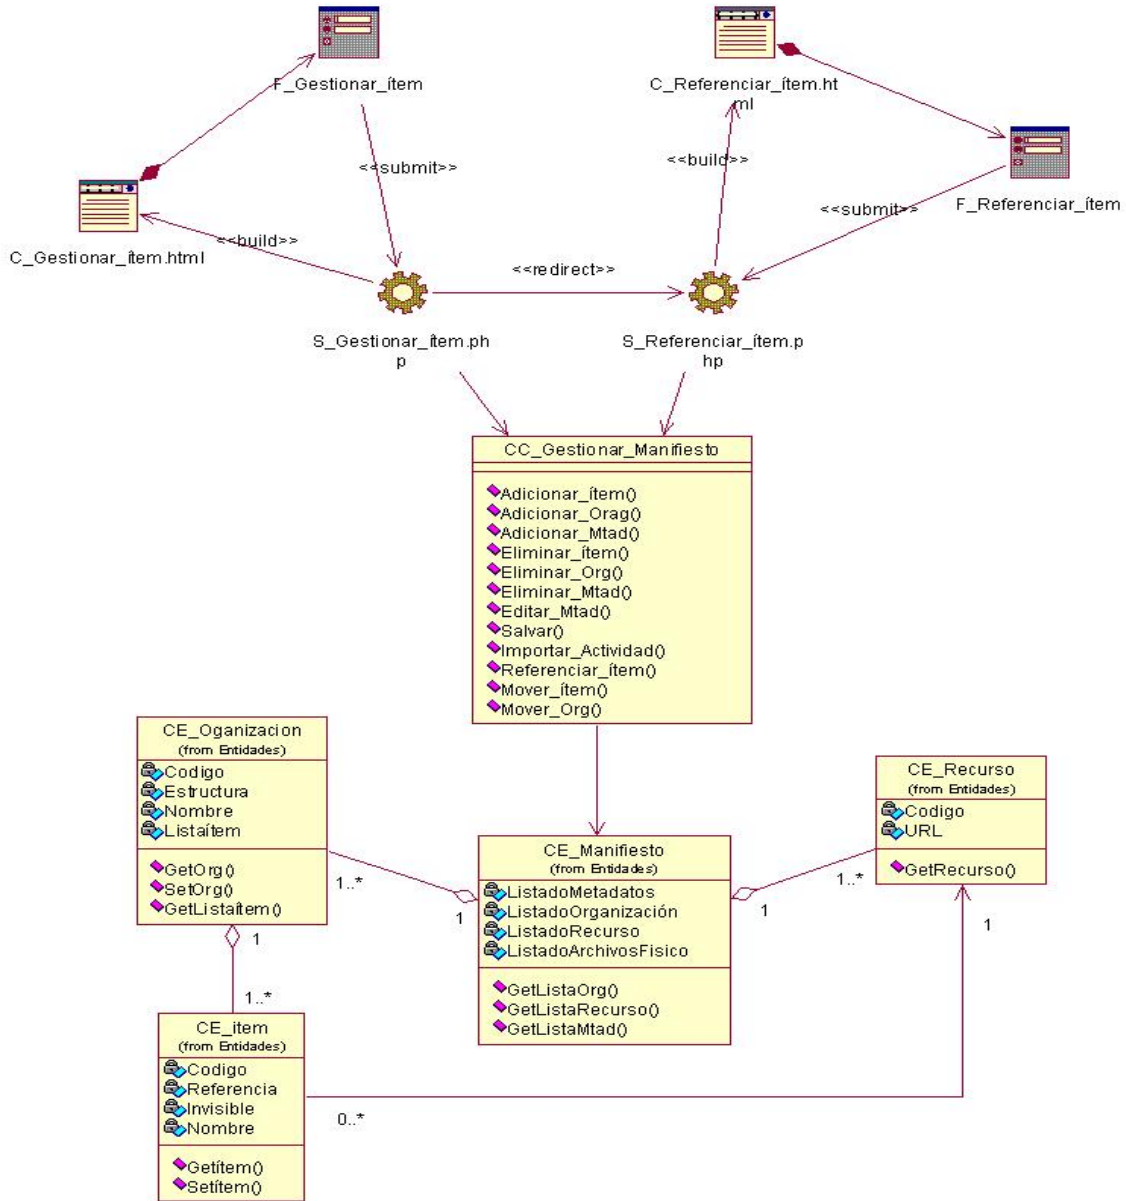 F_Gestionar_ítem
C_Referenciar_ítem.ht
ml
<<submit>>
<<build>>
F_Referenciar_ítem
<<submit>>
C_Gestionar_ítem.html
<<build>>
<<redirect>>
S_Gestionar_ítem.ph
p
S_Referenciar_ítem.p
hp
CC_Gestionar_Manifiesto
Adicionar_ítem()
Adicionar_Orag()
Adicionar_Mtad()
Eliminar_ítem()
Eliminar_Org()
Eliminar_Mtad()
Editar_Mtad()
Salvar()
Importar_Actividad()
Referenciar_ítem()
Mover_ítem()
Mover_Org()
CE_Oganizacion
(from Entidades)
Codigo
Estructura
Nombre
Listaítem
GetOrg()
SetOrg()
GetListaítem()
1..*
1
1
1..*
CE_Manifiesto
(from Entidades)
ListadoMetadatos
ListadoOrganización
ListadoRecurso
ListadoArchivosFisico
GetListaOrg()
GetListaRecurso()
GetListaMtad()
CE_Recurso
(from Entidades)
Codigo
URL
GetRecurso()
1..*
1
1
CE_item
(from Entidades)
Codigo
Referencia
Invisible
Nombre
Getítem()
Setítem()
0..*